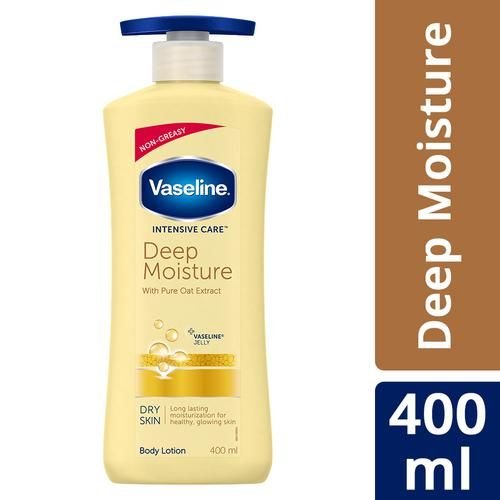 NON-GREASY
Vaseline®
INTENSIVE CARE™
Deep
Moisture
With Pure Oat Extract
+ VASELINE®
JELLY
DRY
SKIN
Long lasting
moisturization for
healthy, glowing skin
Body Lotion
400 ml
Deep Moisture
400
ml